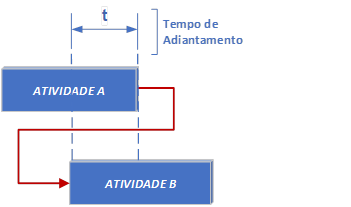 t
Tempo de
Adiantamento
ATIVIDADE A
ATIVIDADE B